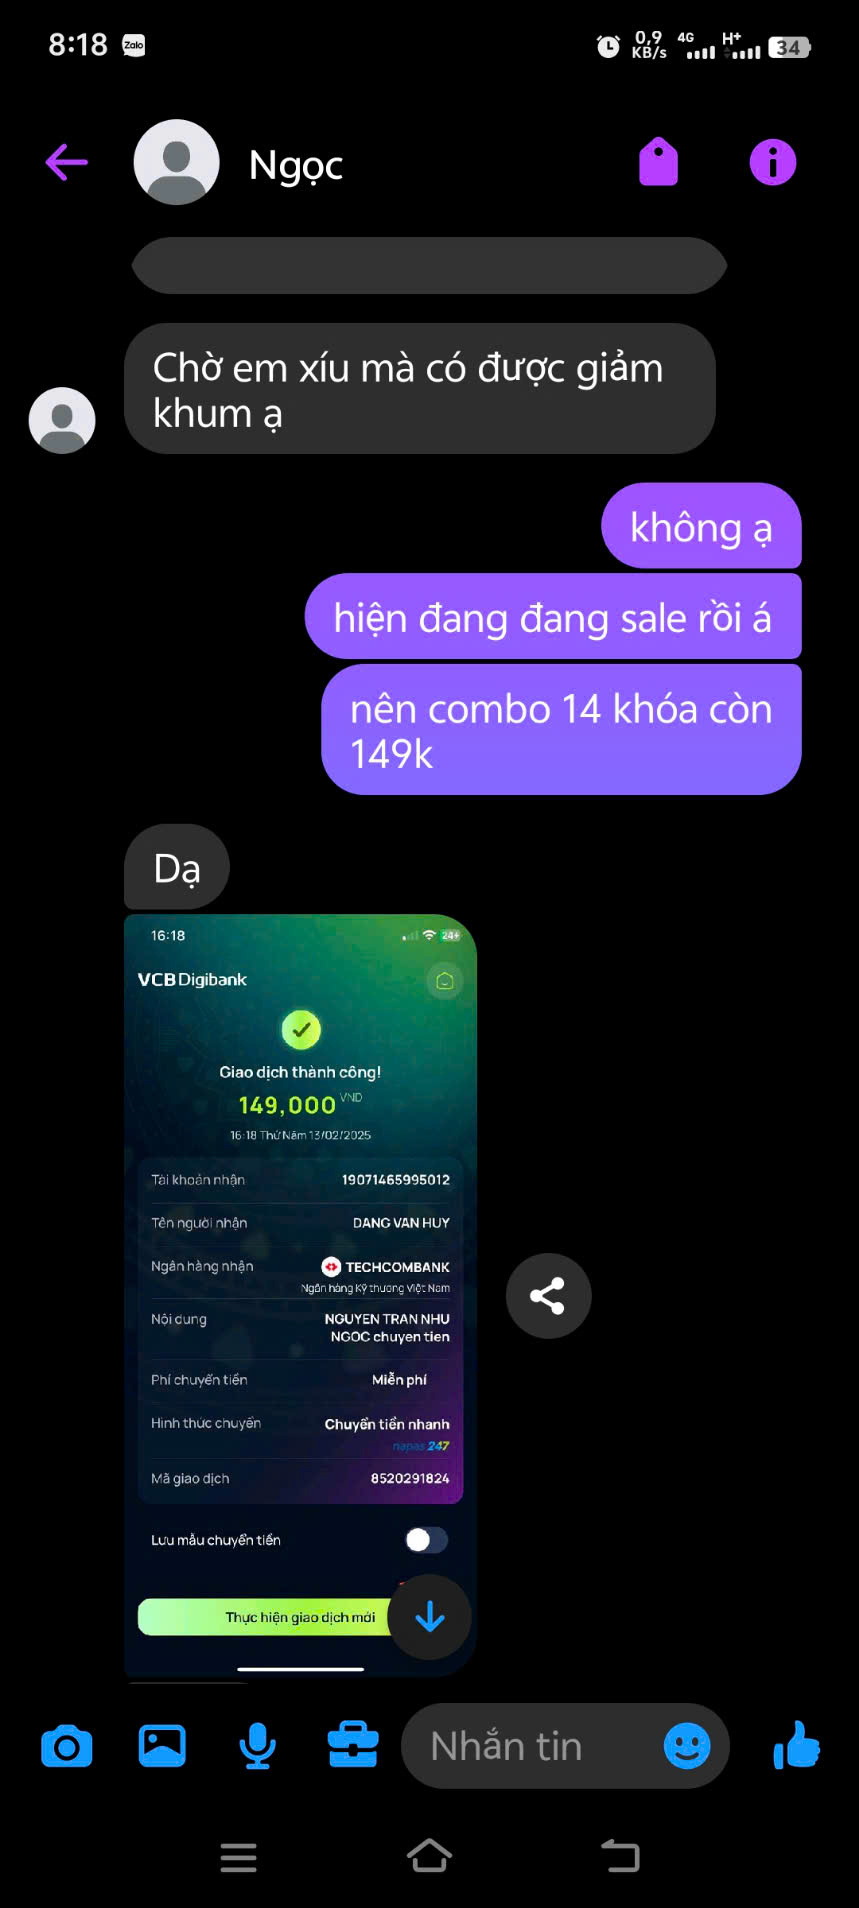 8:18 Zalo 0,9 KB/s 4G H+ 34
Ngọc
Chờ em xíu mà có được giảm
khum ạ
không ạ
hiện đang đang sale rồi á
nên combo 14 khóa còn
149k
Dạ
16:18 24+
VCB Digibank
Giao dịch thành công!
149,000 VND
16:18 Thứ Năm 13/02/2025
Tài khoản nhận 19071465995012
Tên người nhận DANG VAN HUY
Ngân hàng nhận TECHCOMBANK
Ngân hàng Kỹ thương Việt Nam
Nội dung NGUYEN TRAN NHU
NGOC chuyen tien
Phí chuyển tiền Miễn phí
Hình thức chuyển Chuyển tiền nhanh
napas 247
Mã giao dịch 8520291824
Lưu mẫu chuyển tiền
Thực hiện giao dịch mới
Nhắn tin